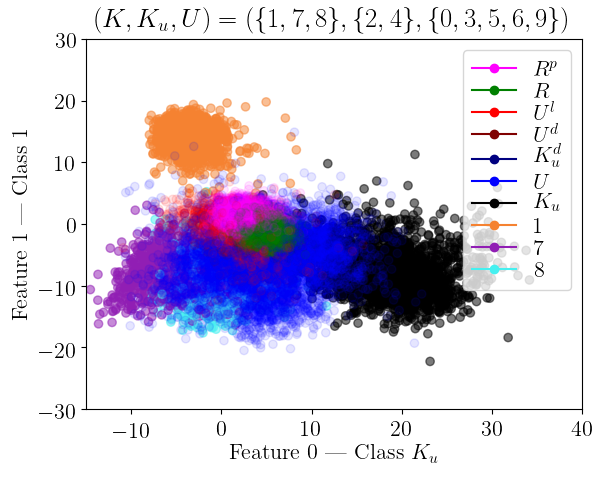 (K, K_u, U) = ({1, 7, 8}, {2, 4}, {0, 3, 5, 6, 9})
30
20
10
0
−10
−20
−30
Feature 1 — Class 1
R^p
R
U^l
U^d
K_u^d
U
K_u
1
7
8
−10
0
10
20
30
40
Feature 0 — Class K_u